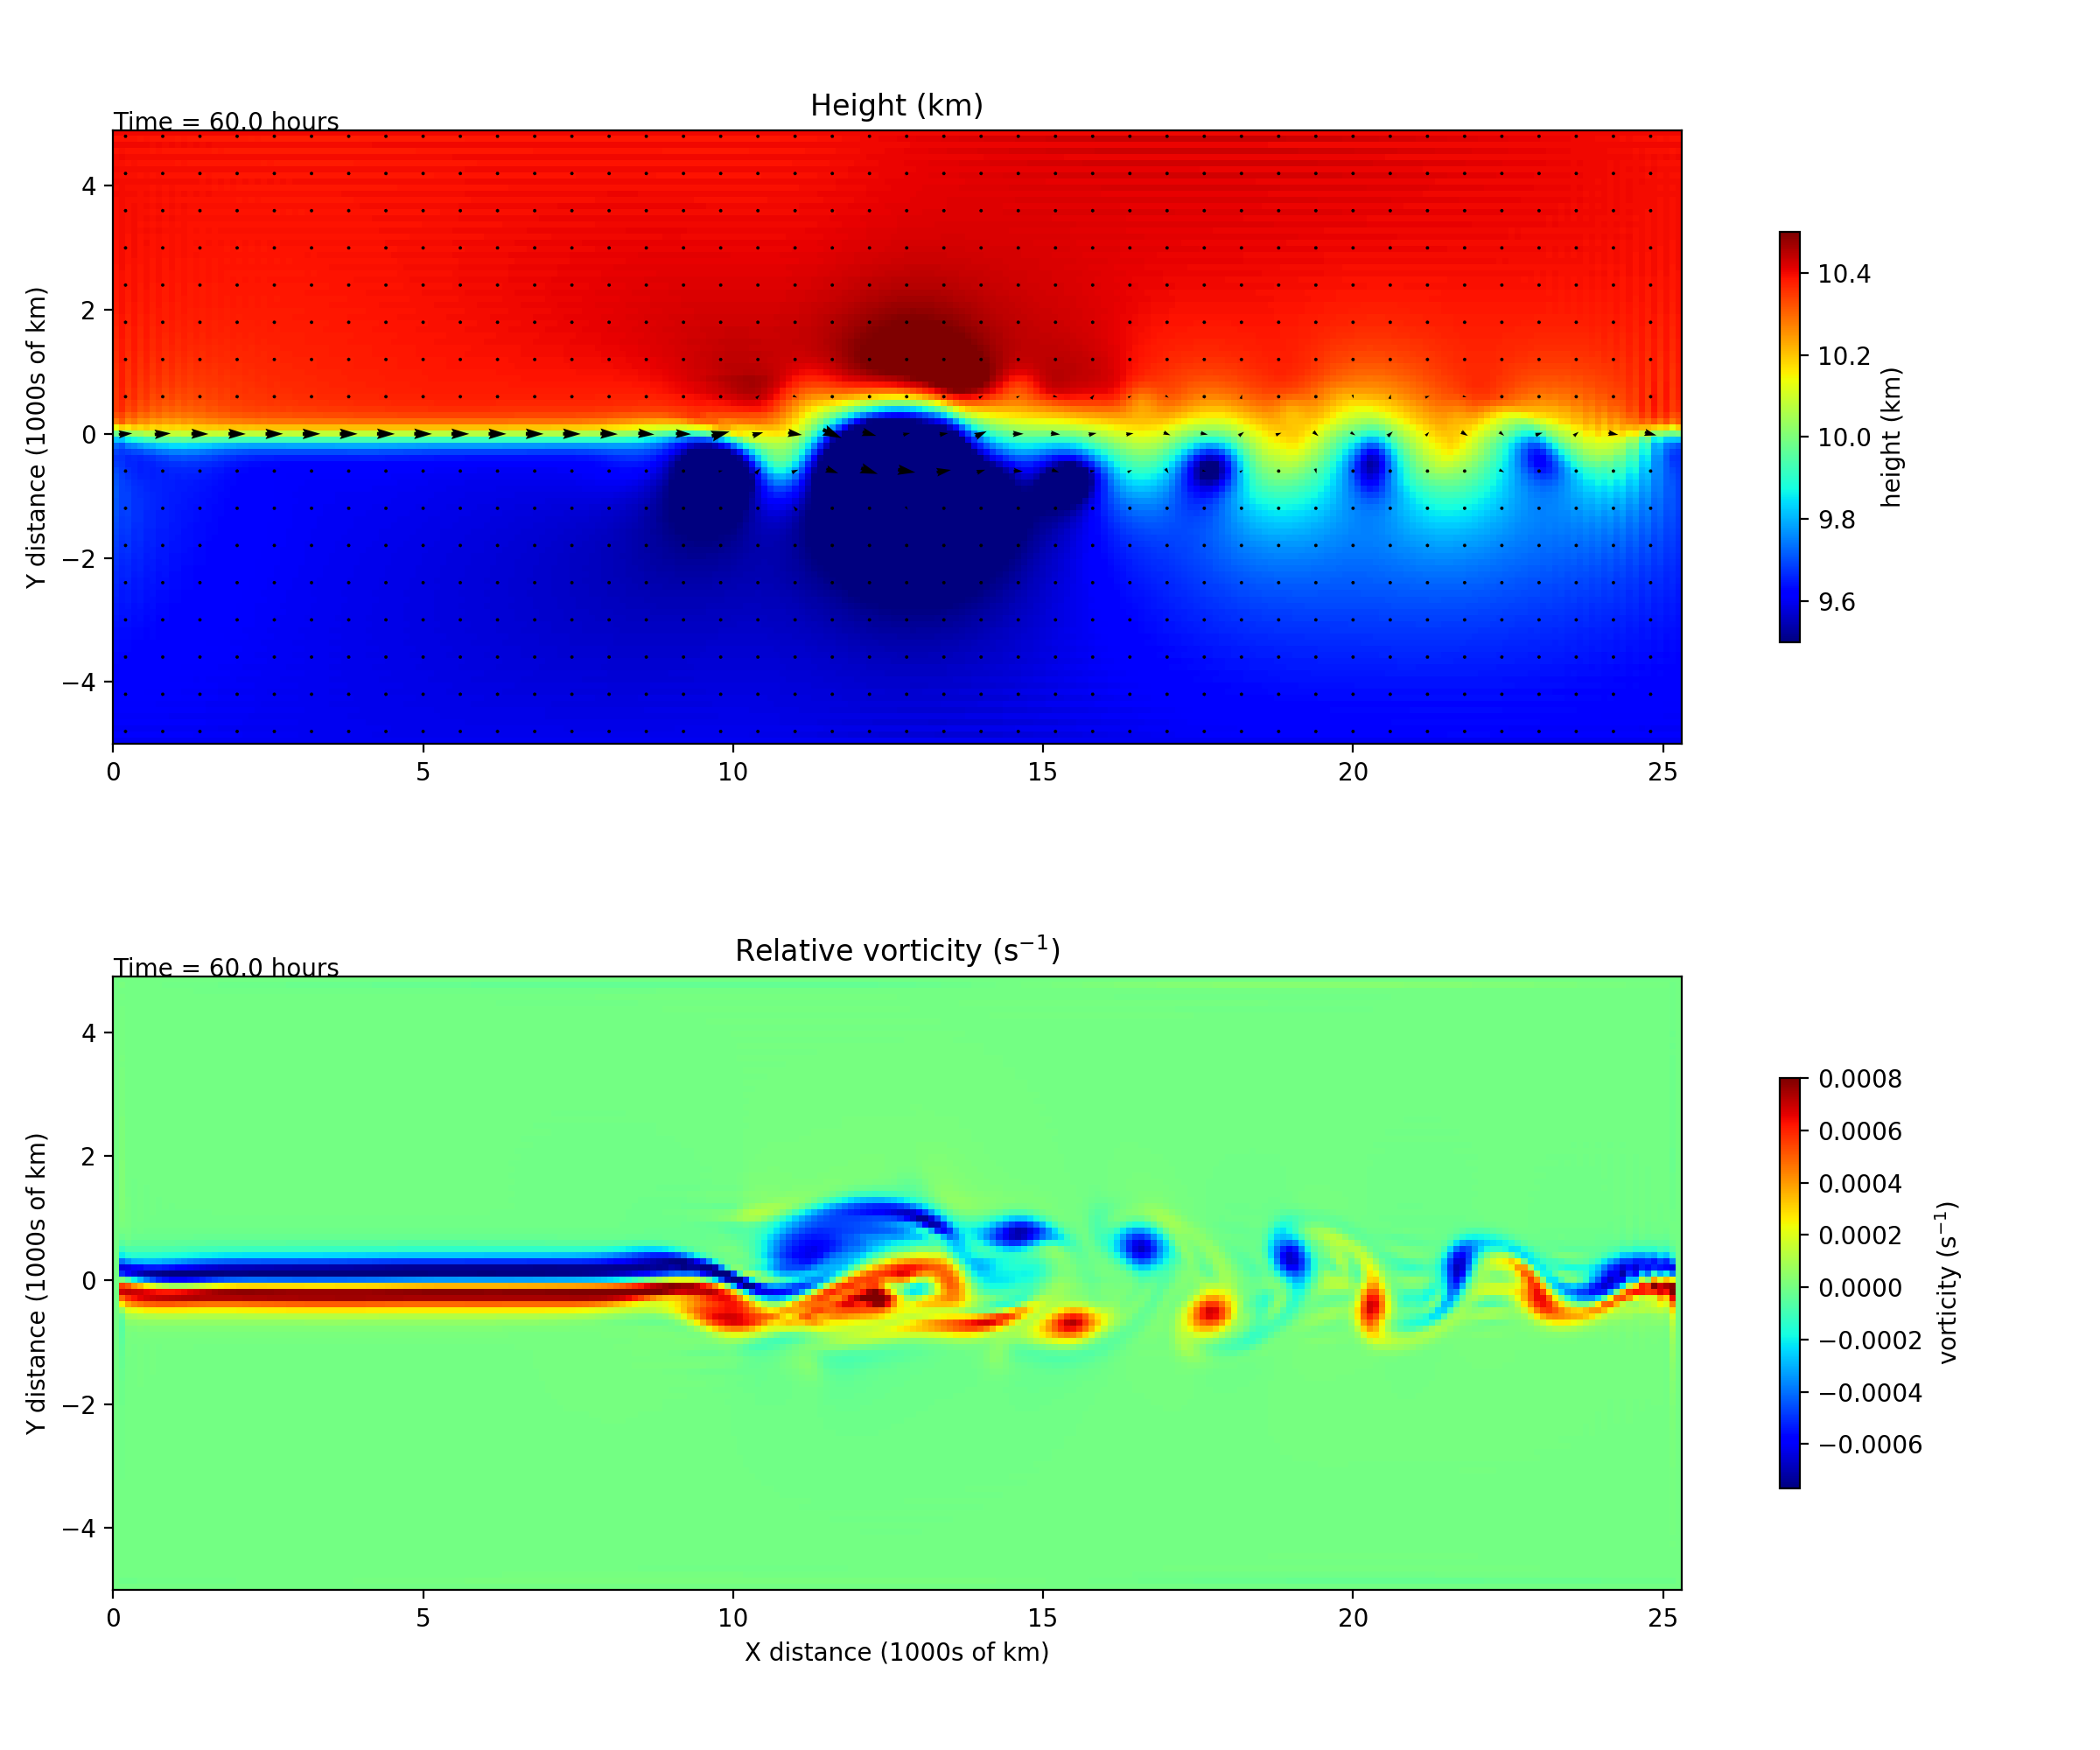 Height (km)
Time = 60.0 hours
Y distance (1000s of km)
4
2
0
−2
−4
0 5 10 15 20 25
10.4
10.2
10.0
9.8
9.6
height (km)
Relative vorticity (s⁻¹)
Time = 60.0 hours
Y distance (1000s of km)
4
2
0
−2
−4
0 5 10 15 20 25
X distance (1000s of km)
0.0008
0.0006
0.0004
0.0002
0.0000
−0.0002
−0.0004
−0.0006
vorticity (s⁻¹)